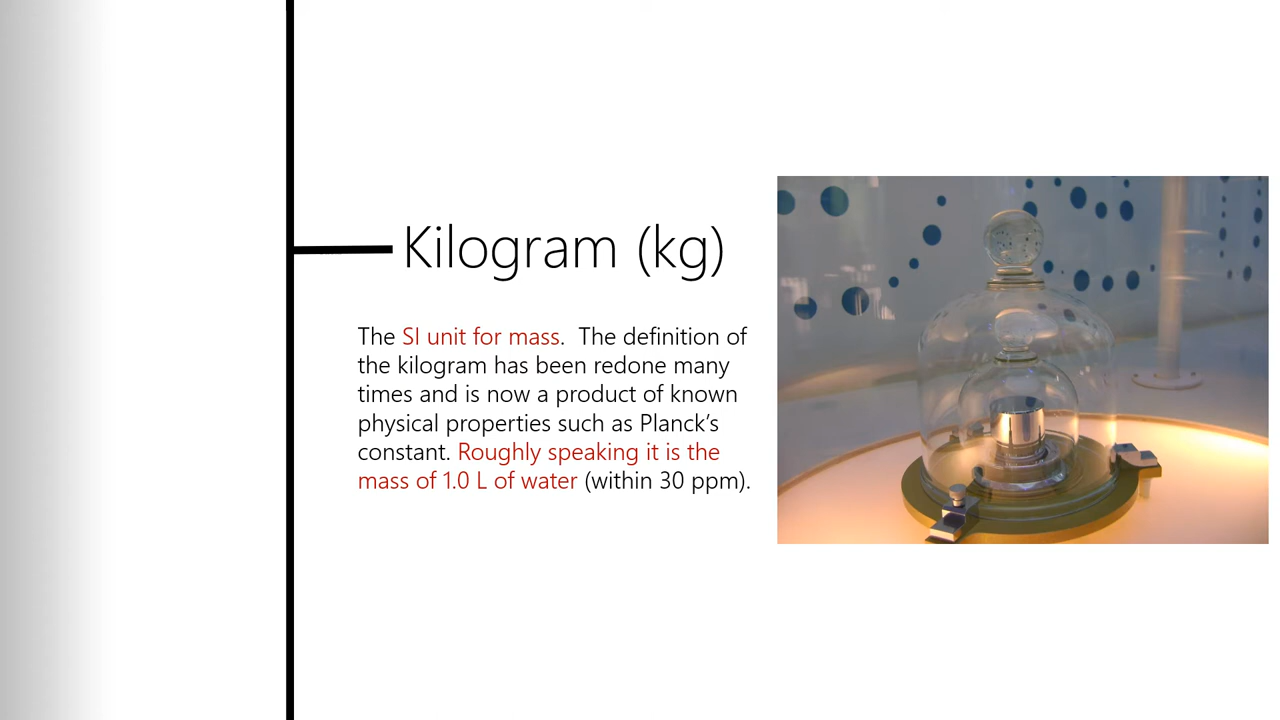 Kilogram (kg)
The SI unit for mass.  The definition of
the kilogram has been redone many
times and is now a product of known
physical properties such as Planck’s
constant. Roughly speaking it is the
mass of 1.0 L of water (within 30 ppm).